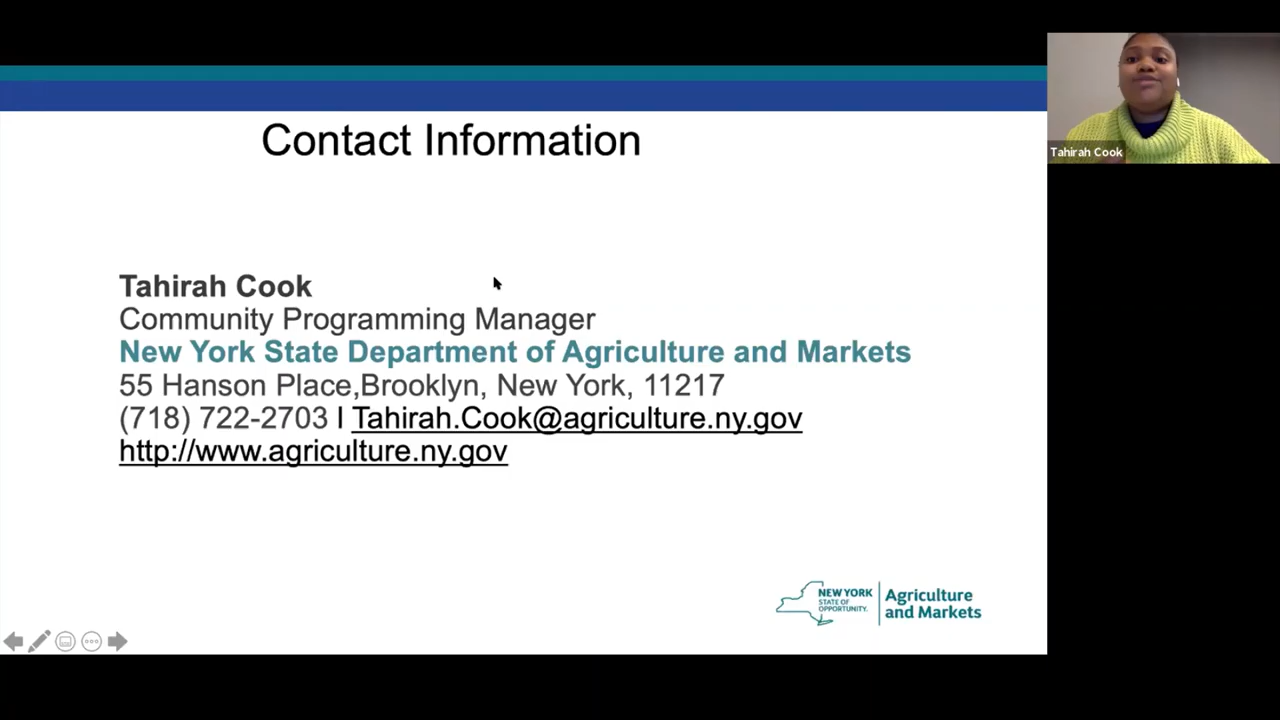 Contact Information
Tahirah Cook
Tahirah Cook
Community Programming Manager
New York State Department of Agriculture and Markets
55 Hanson Place,Brooklyn, New York, 11217
(718) 722-2703 l Tahirah.Cook@agriculture.ny.gov
http://www.agriculture.ny.gov
NEW YORK
STATE OF
OPPORTUNITY.
Agriculture
and Markets